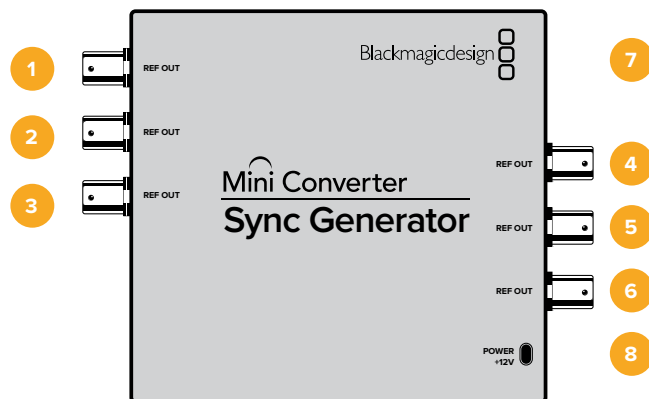 1
REF OUT
Blackmagicdesign
7
2
REF OUT
3
REF OUT
Mini Converter
Sync Generator
REF OUT
4
REF OUT
5
REF OUT
6
POWER
+12V
8